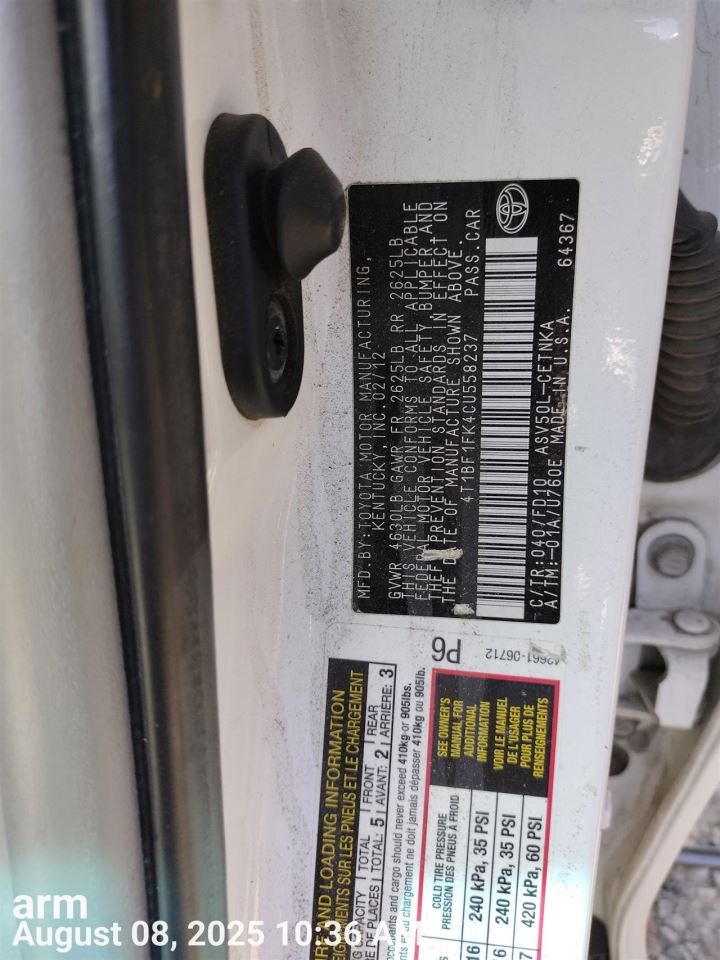 MFD.BY:TOYOTA MOTOR MANUFACTURING,
KENTUCKY, INC. 02/12
GVWR 4630LB GAWR FR 2625LB RR 2625LB
THIS VEHICLE CONFORMS TO ALL APPLICABLE
FEDERAL MOTOR VEHICLE SAFETY, BUMPER AND
THEFT PREVENTION STANDARDS IN EFFECT ON
THE DATE OF MANUFACTURE SHOWN ABOVE.
4T1BF1FK4CU558237 PASS. CAR
C/TR:040/FD10 ASV50L-CETNKA
A/TM:-01A/U760E MADE IN U.S.A. 64367
P6
42661-06712
AND LOADING INFORMATION
SUR LES PNEUS ET LE CHARGEMENT
TOTAL 5 FRONT 2 REAR 3
DE PLACES TOTAL: AVANT: ARRIÈRE:
and cargo should never exceed 410kg or 905lbs.
chargement ne doit jamais dépasser 410kg ou 905lb.
COLD TIRE PRESSURE
PRESSION DES PNEUS À FROID
240 kPa, 35 PSI
240 kPa, 35 PSI
420 kPa, 60 PSI
SEE OWNER'S
MANUAL FOR
ADDITIONAL
INFORMATION
VOIR LE MANUEL
DE L'USAGER
POUR PLUS DE
RENSEIGNEMENTS
arm
August 08, 2025 10:36 A